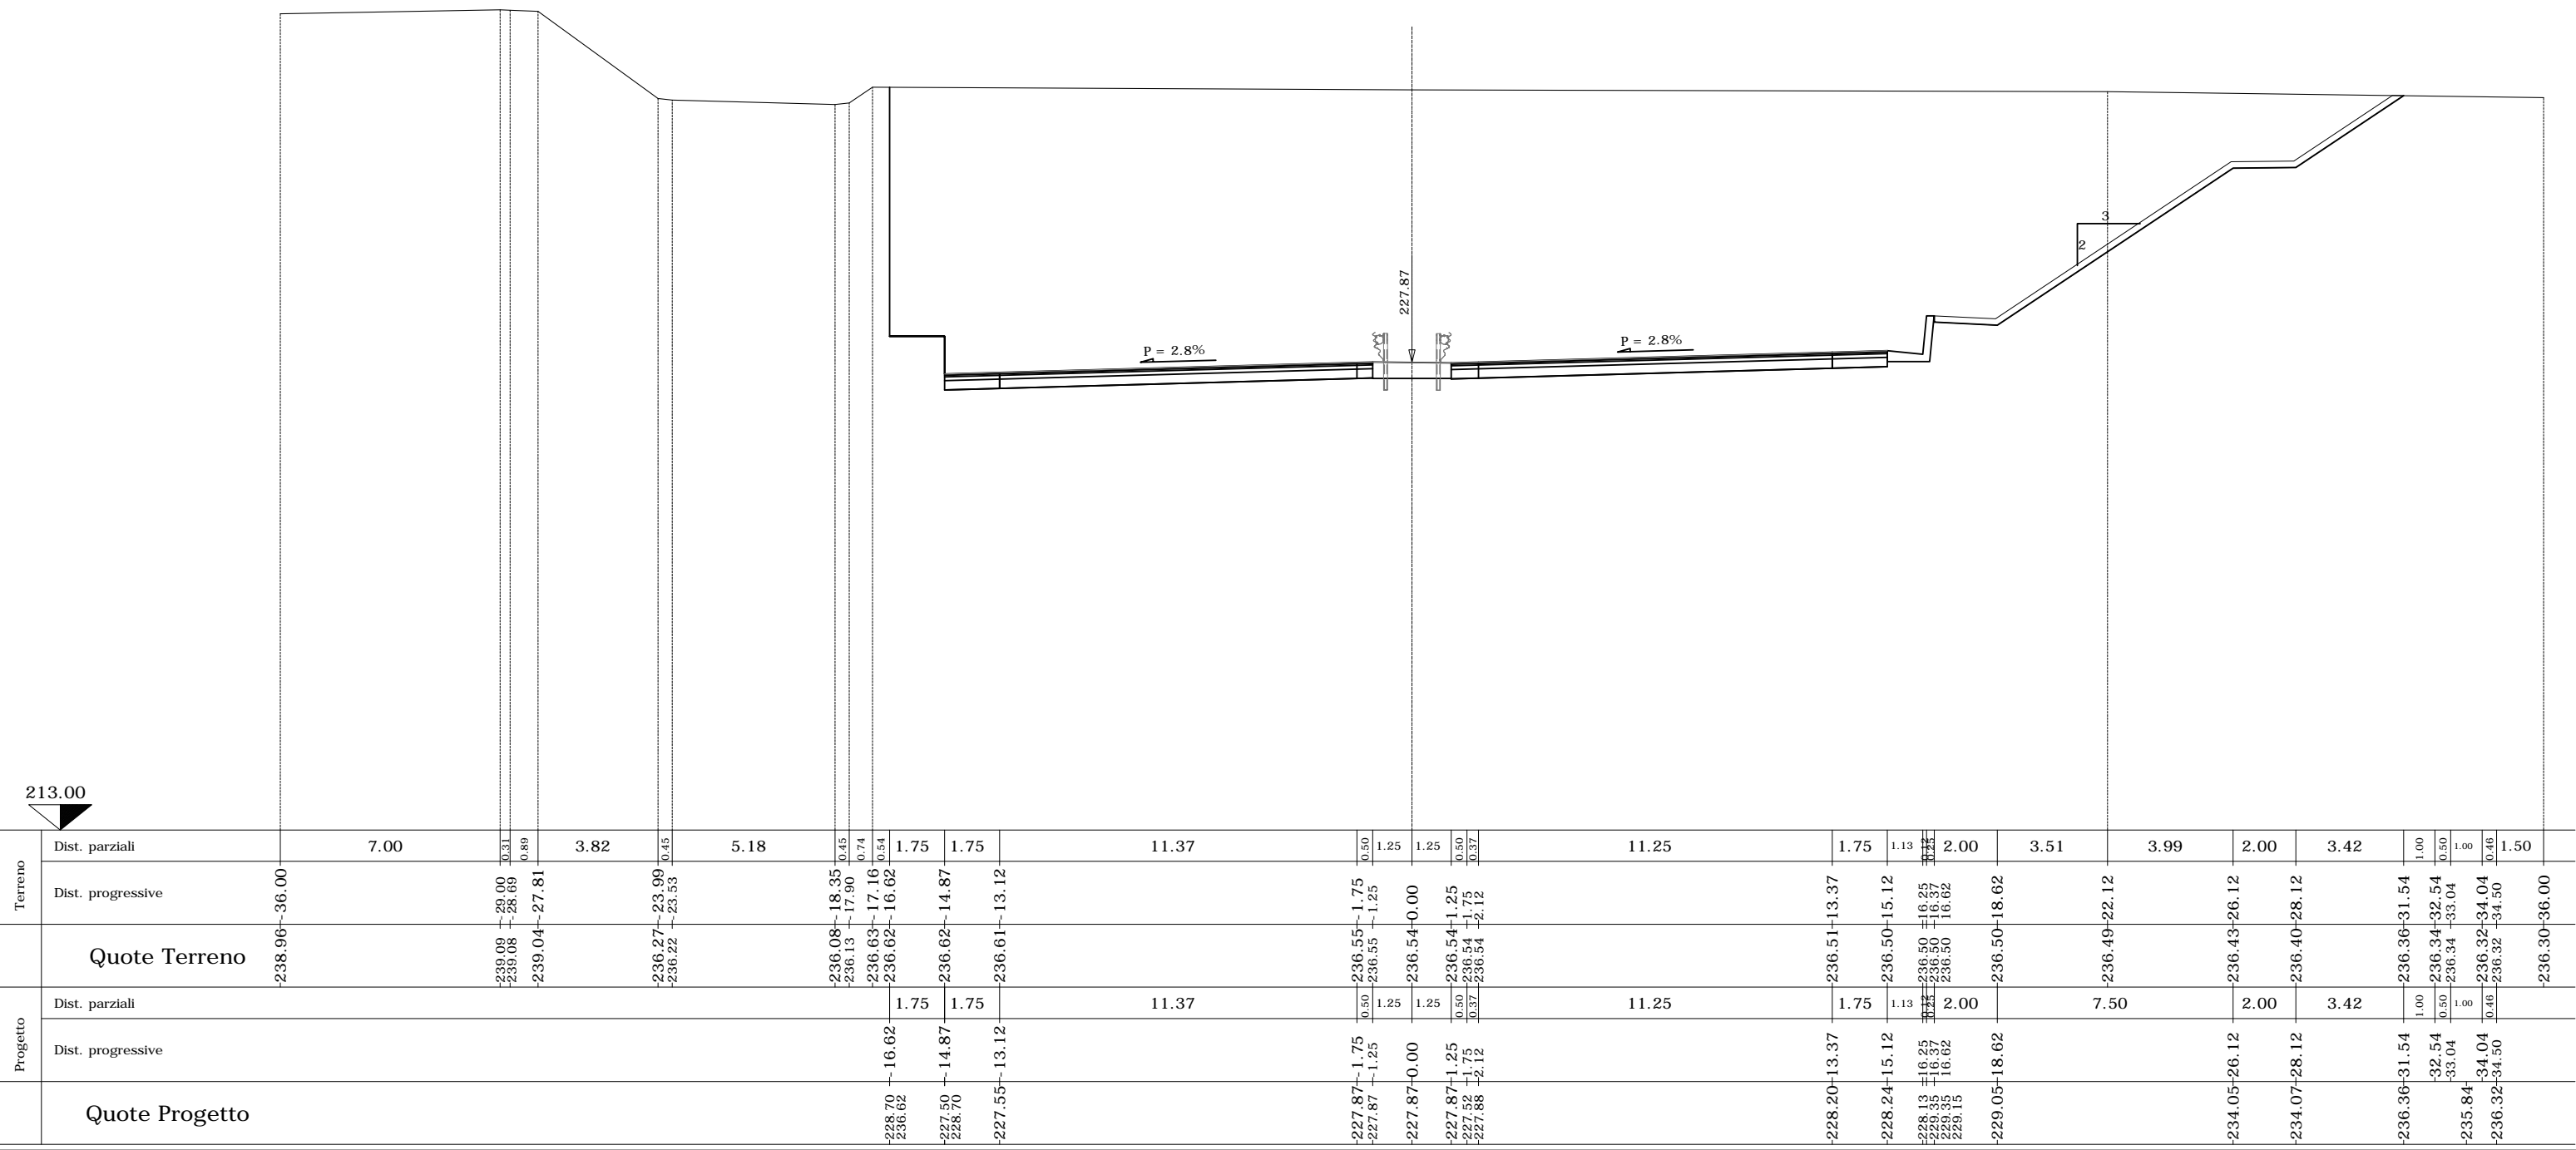 3
2
227.87
P = 2.8%
P = 2.8%
213.00
Terreno
Dist. parziali 7.00 0.31 0.89 3.82 0.45 5.18 0.45 0.74 0.54 1.75 1.75 11.37 0.50 1.25 1.25 0.50 0.37 11.25 1.75 1.13 0.12 0.25 2.00 3.51 3.99 2.00 3.42 1.00 0.50 1.00 0.46 1.50
Dist. progressive -36.00 -29.00 -28.69 -27.81 -23.99 -23.53 -18.35 -17.90 -17.16 -16.62 -14.87 -13.12 -1.75 -1.25 0.00 1.25 1.75 2.12 13.37 15.12 16.25 16.37 16.62 18.62 22.12 26.12 28.12 31.54 32.54 33.04 34.04 34.50 36.00
Quote Terreno 238.96 239.09 239.08 239.04 236.27 236.22 236.08 236.13 236.63 236.62 236.62 236.61 236.55 236.55 236.54 236.54 236.54 236.54 236.51 236.50 236.50 236.50 236.50 236.50 236.49 236.43 236.40 236.36 236.34 236.34 236.32 236.32 236.30
Progetto
Dist. parziali 1.75 1.75 11.37 0.50 1.25 1.25 0.50 0.37 11.25 1.75 1.13 0.12 0.25 2.00 7.50 2.00 3.42 1.00 0.50 1.00 0.46
Dist. progressive -16.62 -14.87 -13.12 -1.75 -1.25 0.00 1.25 1.75 2.12 13.37 15.12 16.25 16.37 16.62 18.62 26.12 28.12 31.54 32.54 33.04 34.04 34.50
Quote Progetto 228.70 236.62 227.50 228.70 227.55 227.87 227.87 227.87 227.87 227.52 227.88 228.20 228.24 228.13 229.35 229.35 229.15 229.05 234.05 234.07 236.36 235.84 236.32